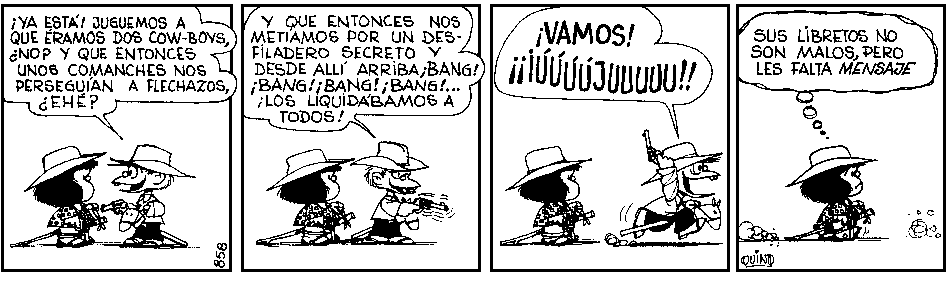 ¡YA ESTÁ! JUGUEMOS A
QUE ÉRAMOS DOS COW-BOYS,
¿NO? Y QUE ENTONCES
UNOS COMANCHES NOS
PERSEGUÍAN A FLECHAZOS,
¿EHÉ?
858
Y QUE ENTONCES NOS
METÍAMOS POR UN DES-
FILADERO SECRETO Y
DESDE ALLÍ ARRIBA, ¡BANG!
¡BANG! ¡BANG! ¡BANG!...
¡LOS LIQUIDÁBAMOS A
TODOS!
¡VAMOS!
¡¡¡IÚÚÚÚJUUUUU!!
SUS LIBRETOS NO
SON MALOS, PERO
LES FALTA MENSAJE
QUINO